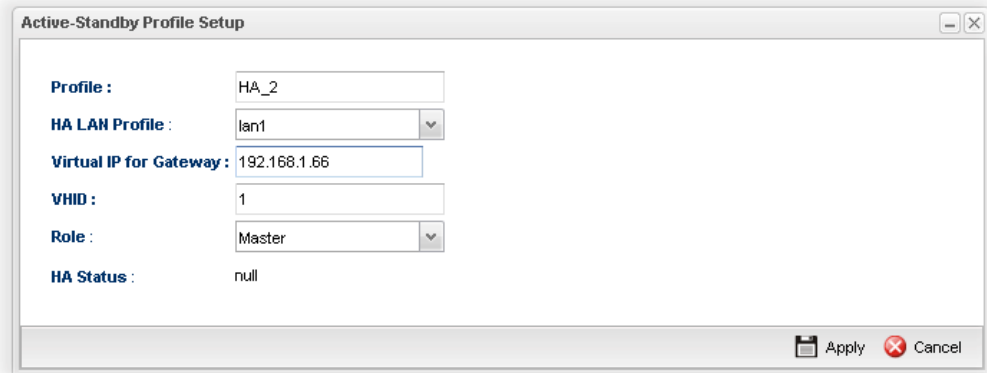 Active-Standby Profile Setup
Profile : HA_2
HA LAN Profile : lan1
Virtual IP for Gateway : 192.168.1.66
VHID : 1
Role : Master
HA Status : null
Apply Cancel